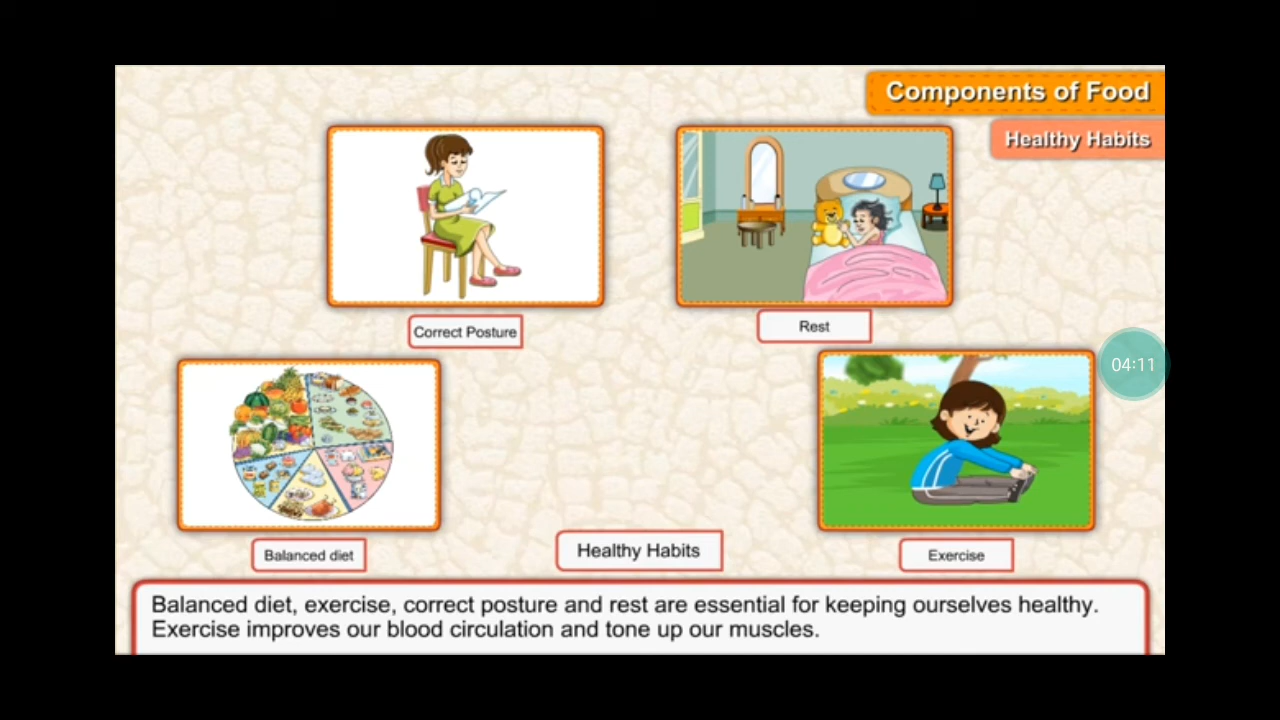 Components of Food
Healthy Habits
Correct Posture
Rest
04:11
Balanced diet
Healthy Habits
Exercise
Balanced diet, exercise, correct posture and rest are essential for keeping ourselves healthy.
Exercise improves our blood circulation and tone up our muscles.